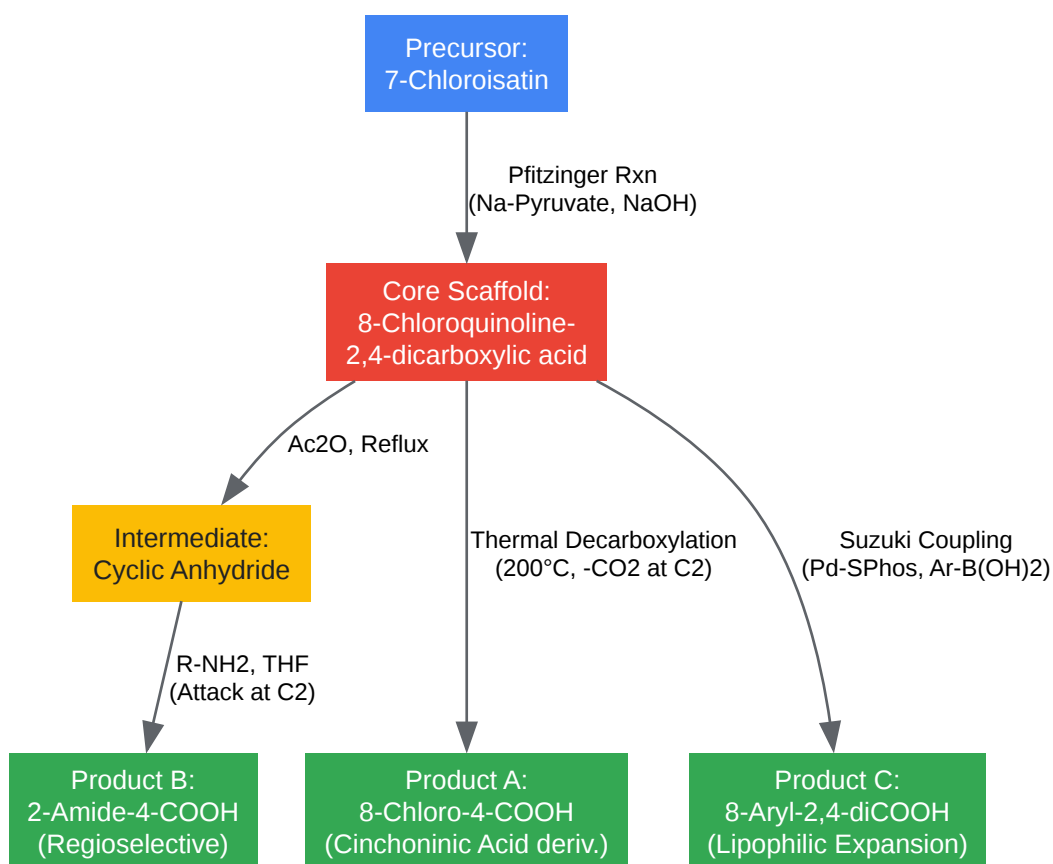 Precursor:
7-Chloroisatin
Pfitzinger Rxn
(Na-Pyruvate, NaOH)
Core Scaffold:
8-Chloroquinoline-
2,4-dicarboxylic acid
Ac2O, Reflux
Intermediate:
Cyclic Anhydride
Thermal Decarboxylation
(200°C, -CO2 at C2)
Suzuki Coupling
(Pd-SPhos, Ar-B(OH)2)
R-NH2, THF
(Attack at C2)
Product B:
2-Amide-4-COOH
(Regioselective)
Product A:
8-Chloro-4-COOH
(Cinchoninic Acid deriv.)
Product C:
8-Aryl-2,4-diCOOH
(Lipophilic Expansion)